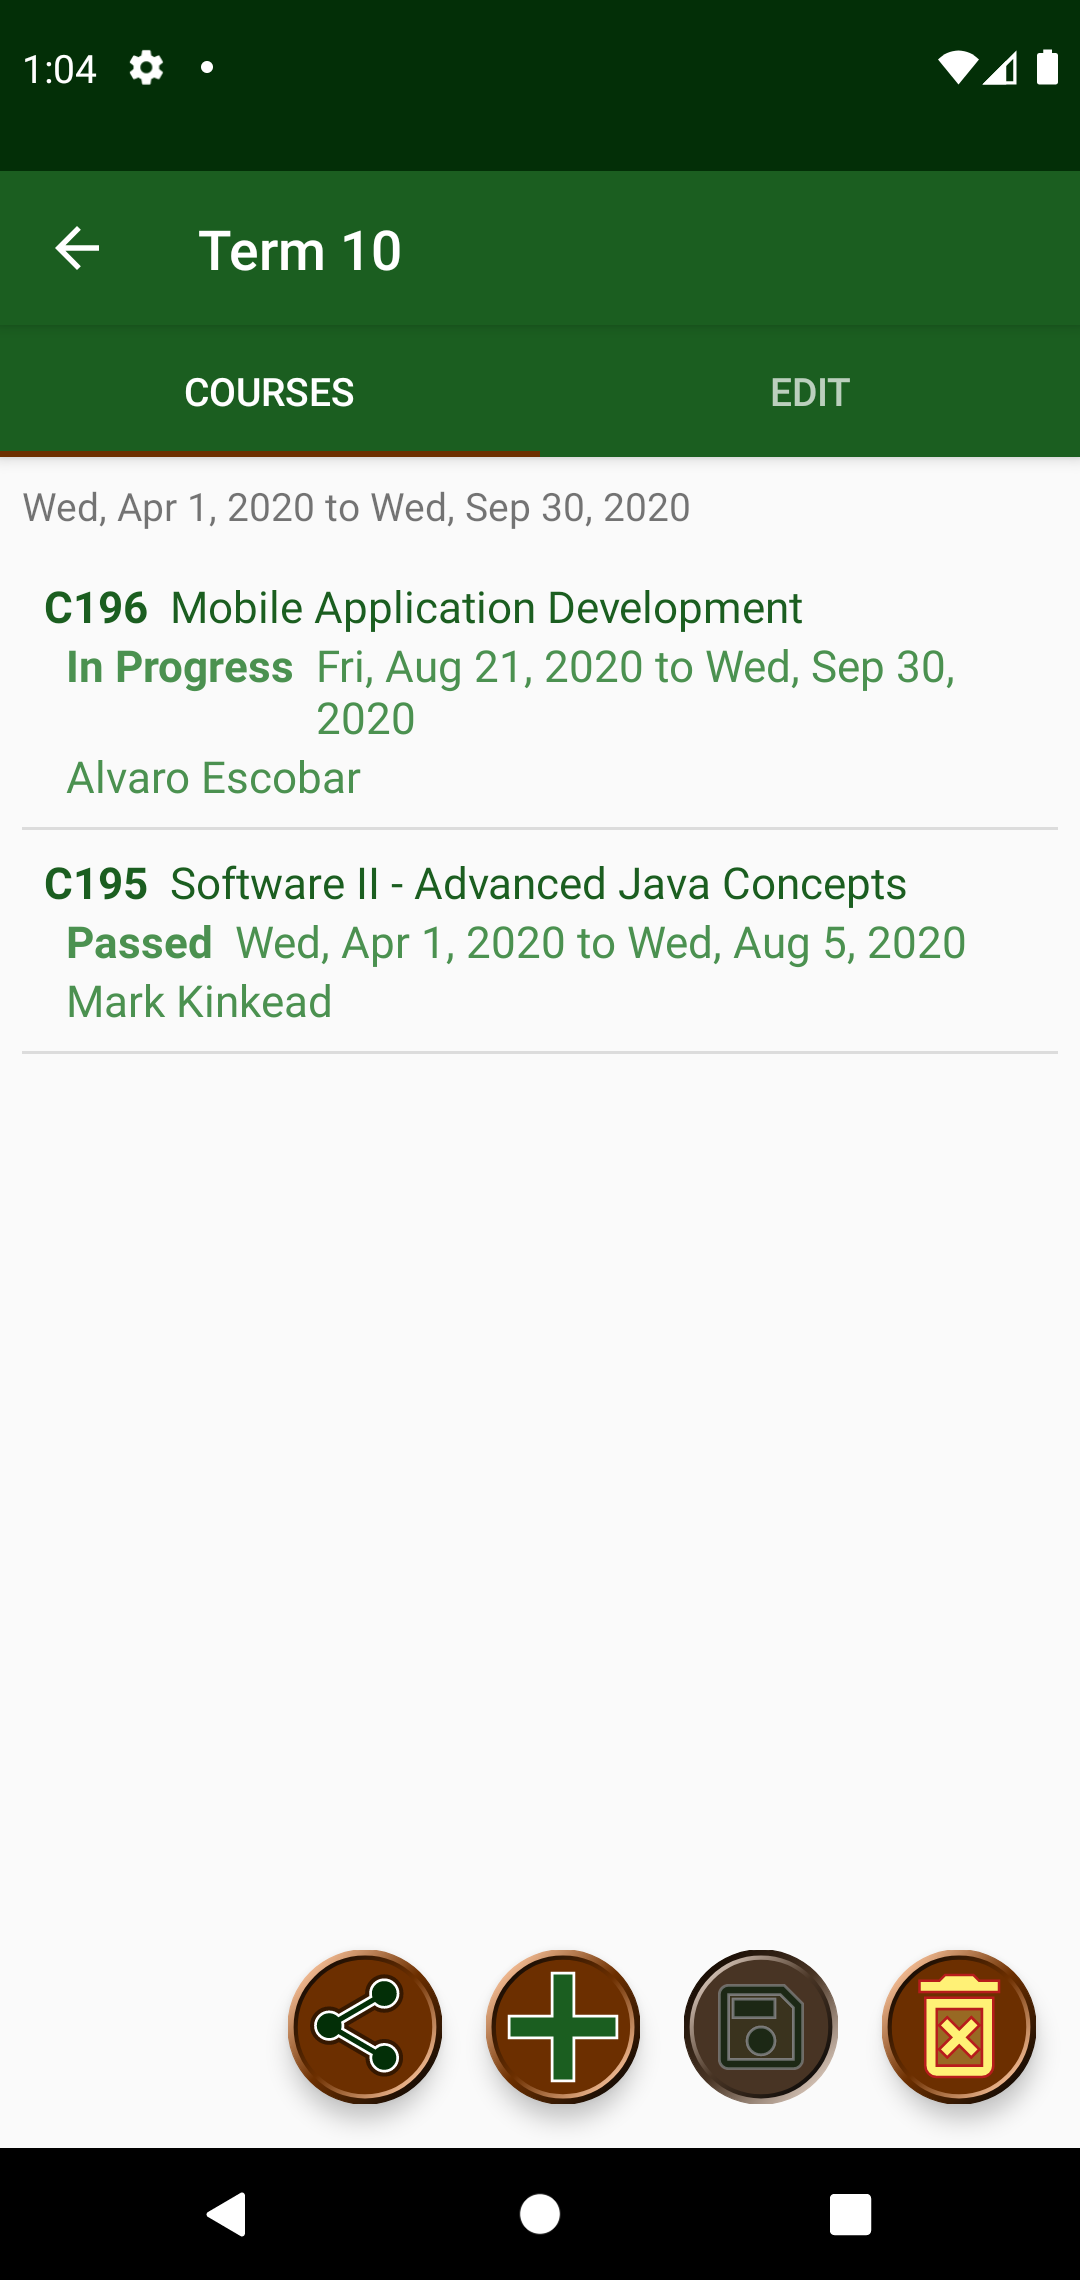 1:04
Term 10
COURSES
EDIT
Wed, Apr 1, 2020 to Wed, Sep 30, 2020
C196 Mobile Application Development
In Progress Fri, Aug 21, 2020 to Wed, Sep 30,
2020
Alvaro Escobar
C195 Software II - Advanced Java Concepts
Passed Wed, Apr 1, 2020 to Wed, Aug 5, 2020
Mark Kinkead